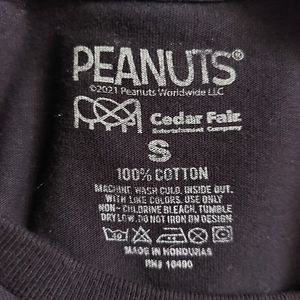 PEANUTS®
©2021 Peanuts Worldwide LLC
Cedar Fair
Entertainment Company
S
100% COTTON
MACHINE WASH COLD, INSIDE OUT,
WITH LIKE COLORS. USE ONLY
NON-CHLORINE BLEACH, TUMBLE
DRY LOW. DO NOT IRON ON DESIGN
MADE IN HONDURAS
RN# 16490